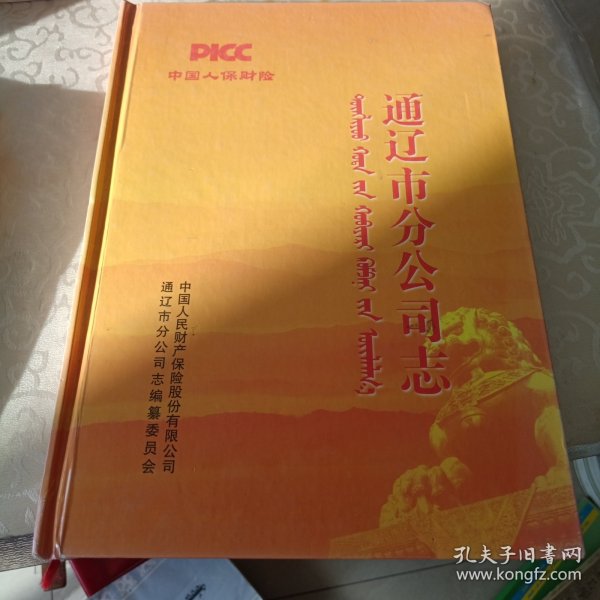 PICC
中国人保财险
通辽市分公司志
中国人民财产保险股份有限公司
通辽市分公司志编纂委员会
孔夫子旧书网
www.kongfz.com